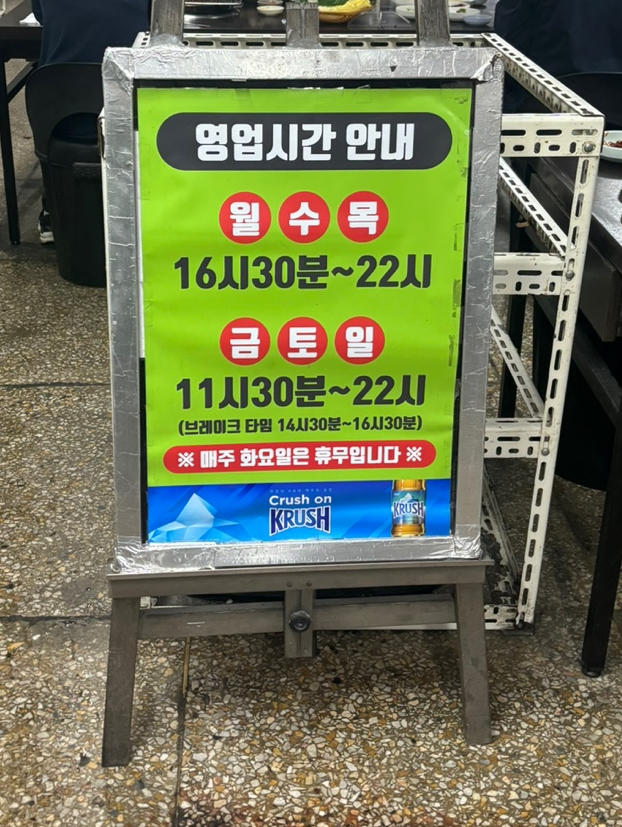 영업시간 안내
월 수 목
16시30분~22시
금 토 일
11시30분~22시
(브레이크 타임 14시30분~16시30분)
※ 매주 화요일은 휴무입니다 ※
Crush on
KRUSH
KRUSH